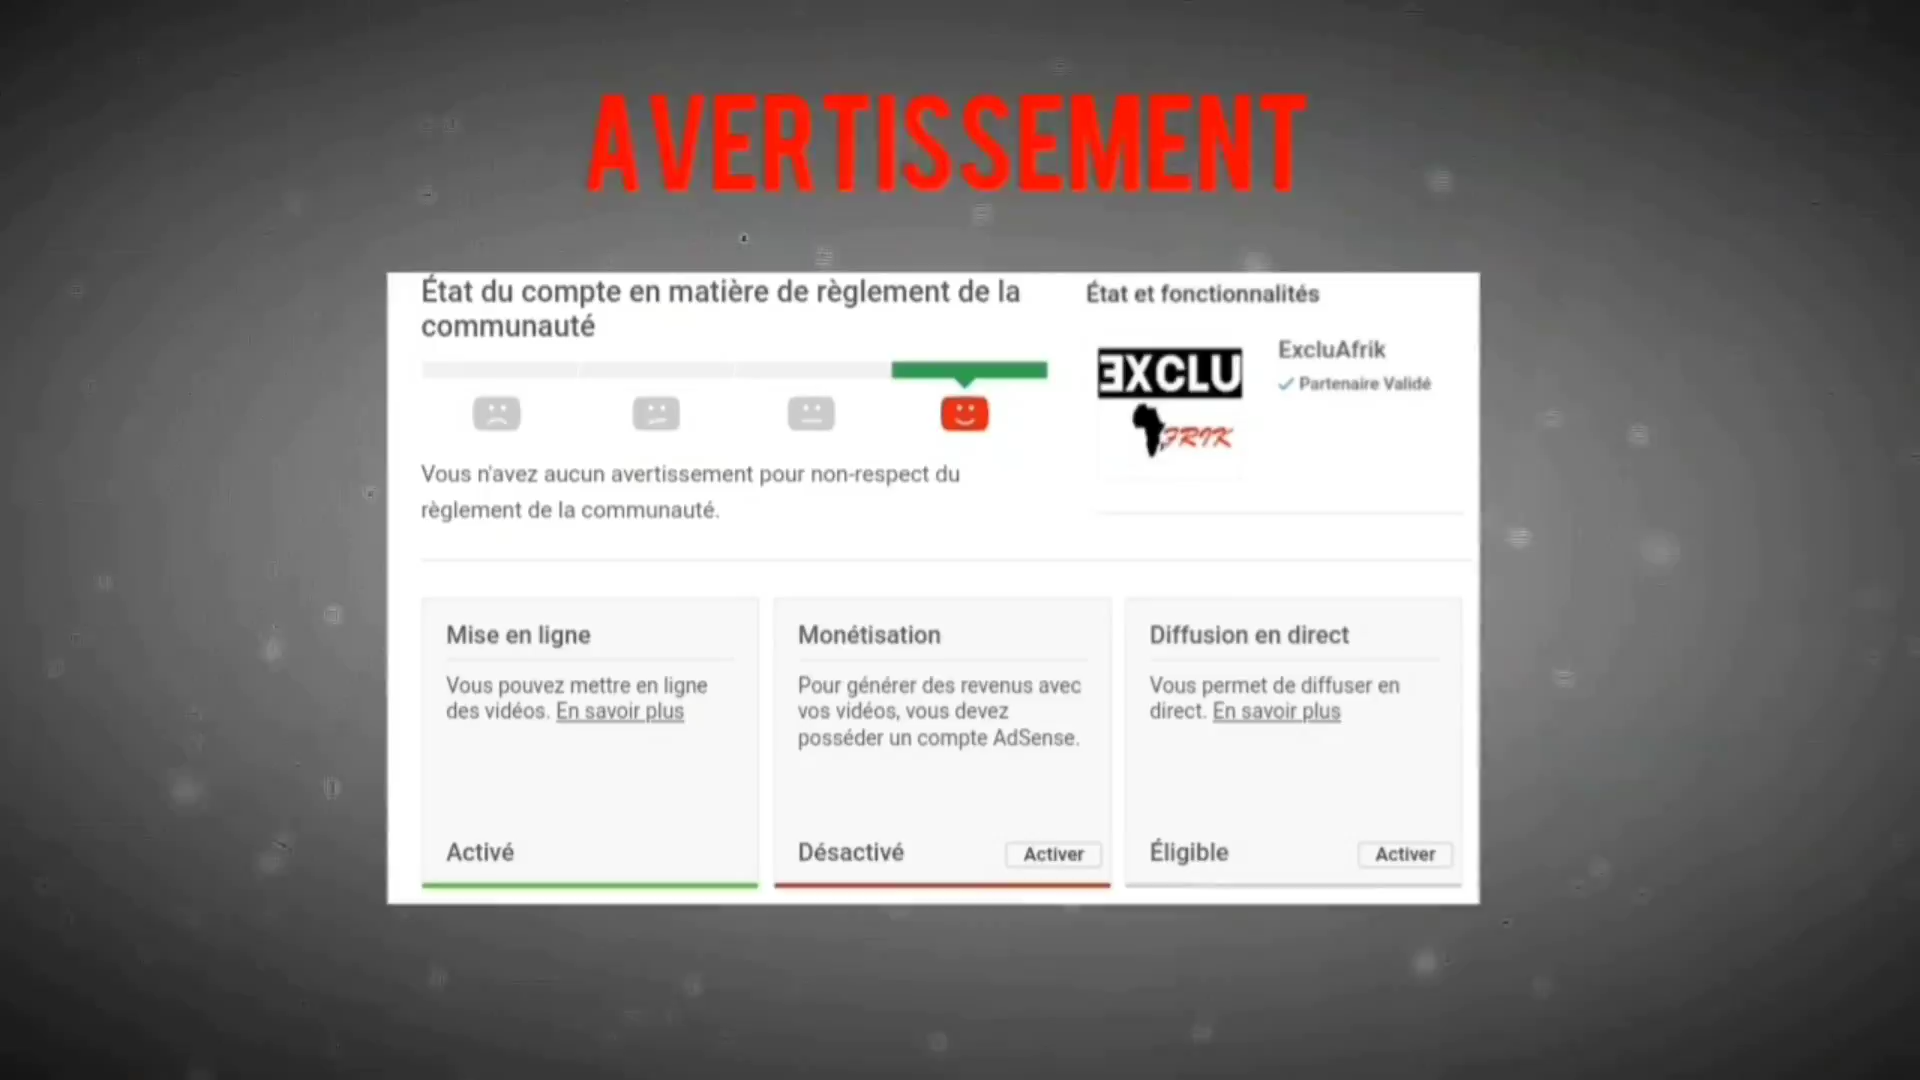 AVERTISSEMENT
État du compte en matière de règlement de la
communauté
Vous n'avez aucun avertissement pour non-respect du
règlement de la communauté.
État et fonctionnalités
EXCLU
FRIK
ExcluAfrik
Partenaire Validé
Mise en ligne
Vous pouvez mettre en ligne
des vidéos. En savoir plus
Activé
Monétisation
Pour générer des revenus avec
vos vidéos, vous devez
posséder un compte AdSense.
Désactivé Activer
Diffusion en direct
Vous permet de diffuser en
direct. En savoir plus
Éligible Activer